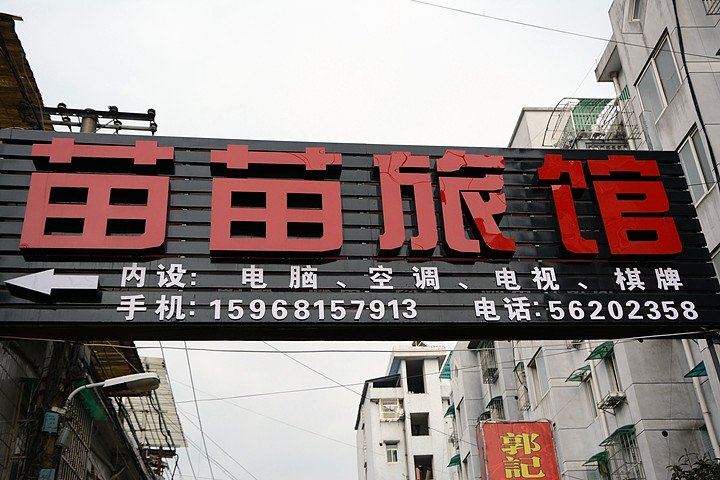 苗苗旅馆
内设: 电脑、空调、电视、棋牌
手机:15968157913 电话:56202358
郭記